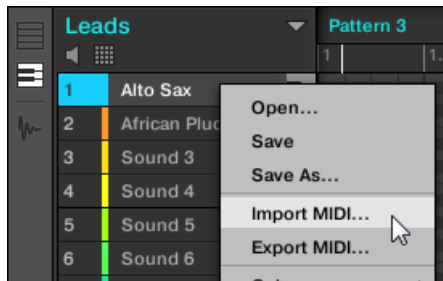 Leads
Pattern 3
1
1.
1 Alto Sax
2 African Pluc
3 Sound 3
4 Sound 4
5 Sound 5
6 Sound 6
Open...
Save
Save As...
Import MIDI...
Export MIDI...